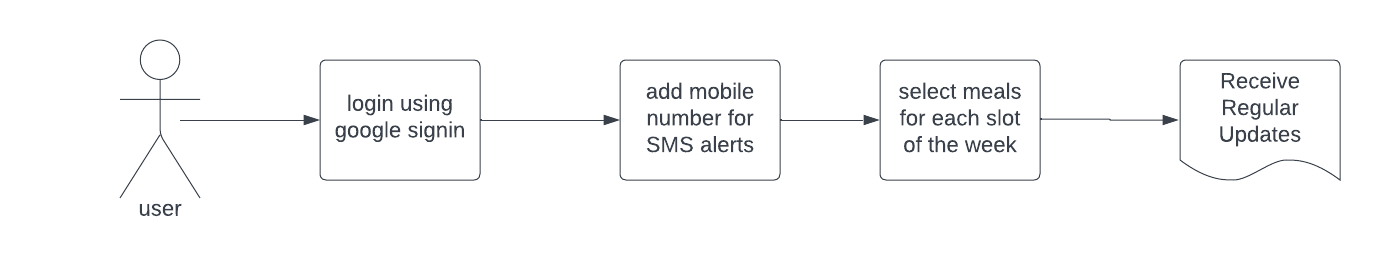 user
login using
google signin
add mobile
number for
SMS alerts
select meals
for each slot
of the week
Receive
Regular
Updates